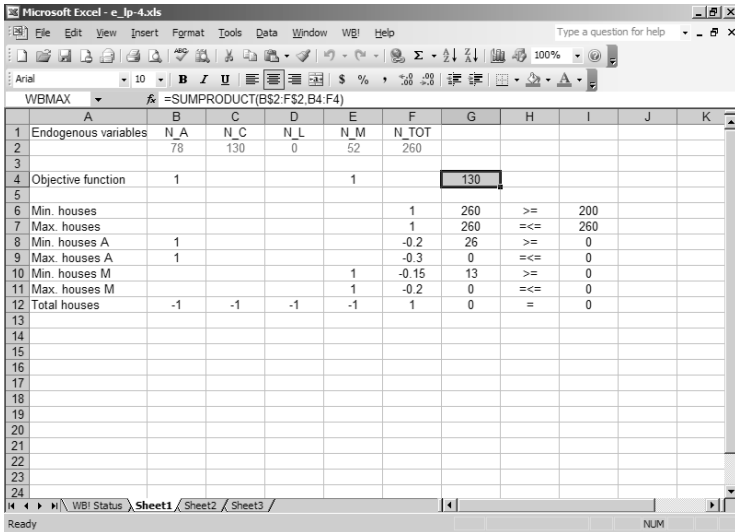 Microsoft Excel - e_lp-4.xls
File Edit View Insert Format Tools Data Window WB! Help Type a question for help
100%
Arial 10 B I U $ % ,
WBMAX fx =SUMPRODUCT(B$2:F$2,B4:F4)
A B C D E F G H I J K
1 Endogenous variables N_A N_C N_L N_M N_TOT
2 78 130 0 52 260
3
4 Objective function 1 1 130
5
6 Min. houses 1 260 >= 200
7 Max. houses 1 260 =<= 260
8 Min. houses A 1 -0.2 26 >= 0
9 Max. houses A 1 -0.3 0 =<= 0
10 Min. houses M 1 -0.15 13 >= 0
11 Max. houses M 1 -0.2 0 =<= 0
12 Total houses -1 -1 -1 -1 1 0 = 0
13
14
15
16
17
18
19
20
21
22
23
24
WB! Status Sheet1 Sheet2 Sheet3
Ready NUM